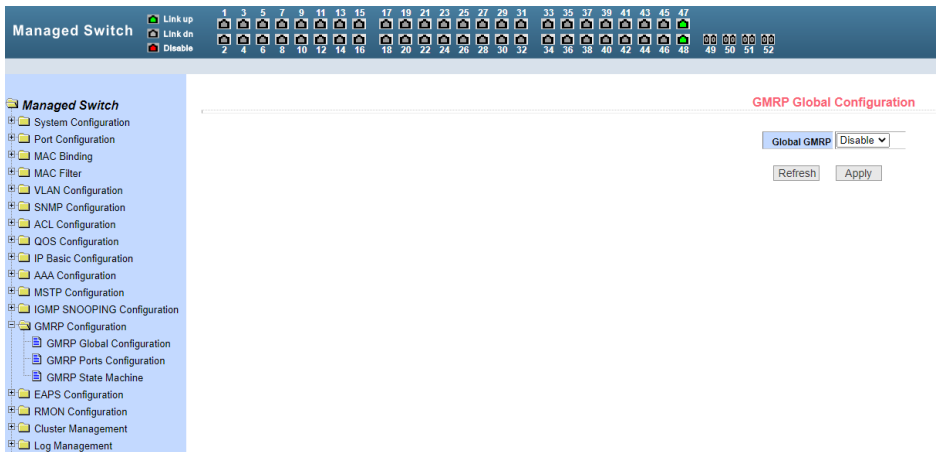 Managed Switch
Link up
Link dn
Disable
1 3 5 7 9 11 13 15 17 19 21 23 25 27 29 31 33 35 37 39 41 43 45 47
2 4 6 8 10 12 14 16 18 20 22 24 26 28 30 32 34 36 38 40 42 44 46 48 49 50 51 52
Managed Switch
System Configuration
Port Configuration
MAC Binding
MAC Filter
VLAN Configuration
SNMP Configuration
ACL Configuration
QOS Configuration
IP Basic Configuration
AAA Configuration
MSTP Configuration
IGMP SNOOPING Configuration
GMRP Configuration
GMRP Global Configuration
GMRP Ports Configuration
GMRP State Machine
EAPS Configuration
RMON Configuration
Cluster Management
Log Management
GMRP Global Configuration
Global GMRP Disable
Refresh Apply